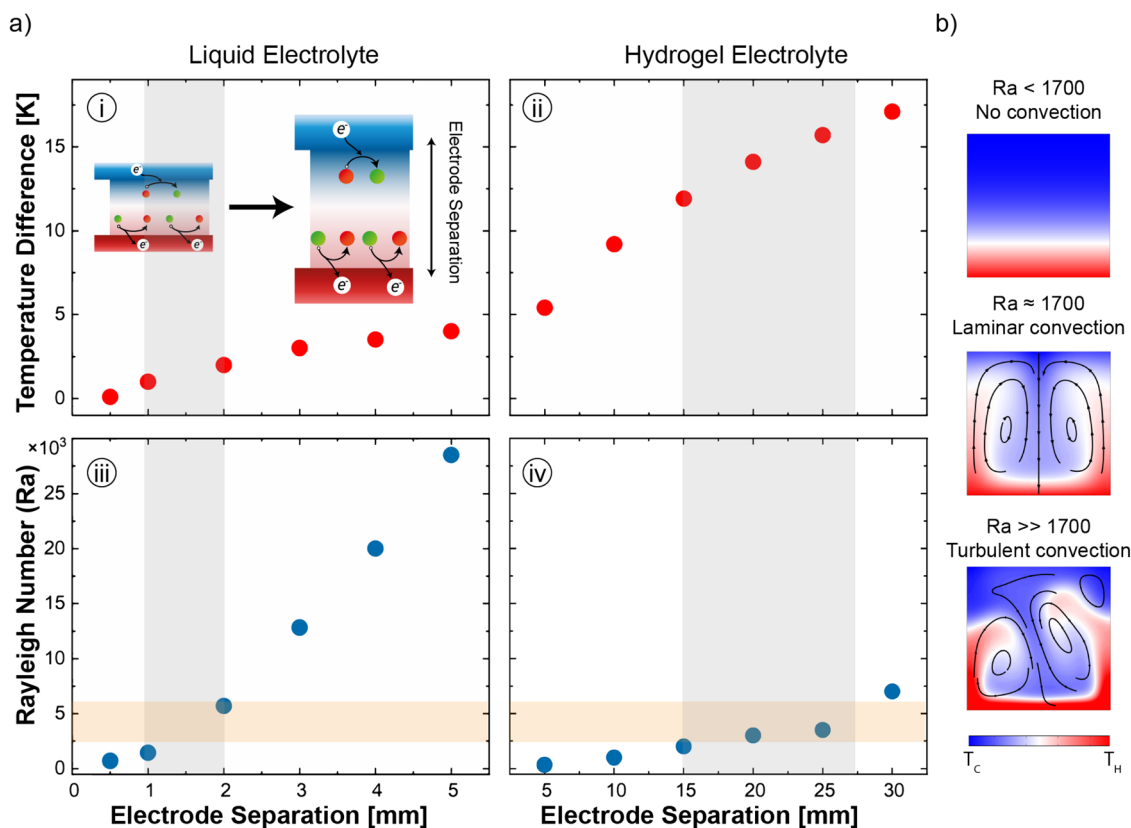 a)
b)
Liquid Electrolyte
Hydrogel Electrolyte
Temperature Difference [K]
0
5
10
15
i
e-
e-
e-
e-
e-
e-
Electrode Separation
ii
Rayleigh Number (Ra)
×10³
0
5
10
15
20
25
iii
iv
0 1 2 3 4 5
Electrode Separation [mm]
5 10 15 20 25 30
Electrode Separation [mm]
Ra < 1700
No convection
Ra ≈ 1700
Laminar convection
Ra >> 1700
Turbulent convection
T_C
T_H